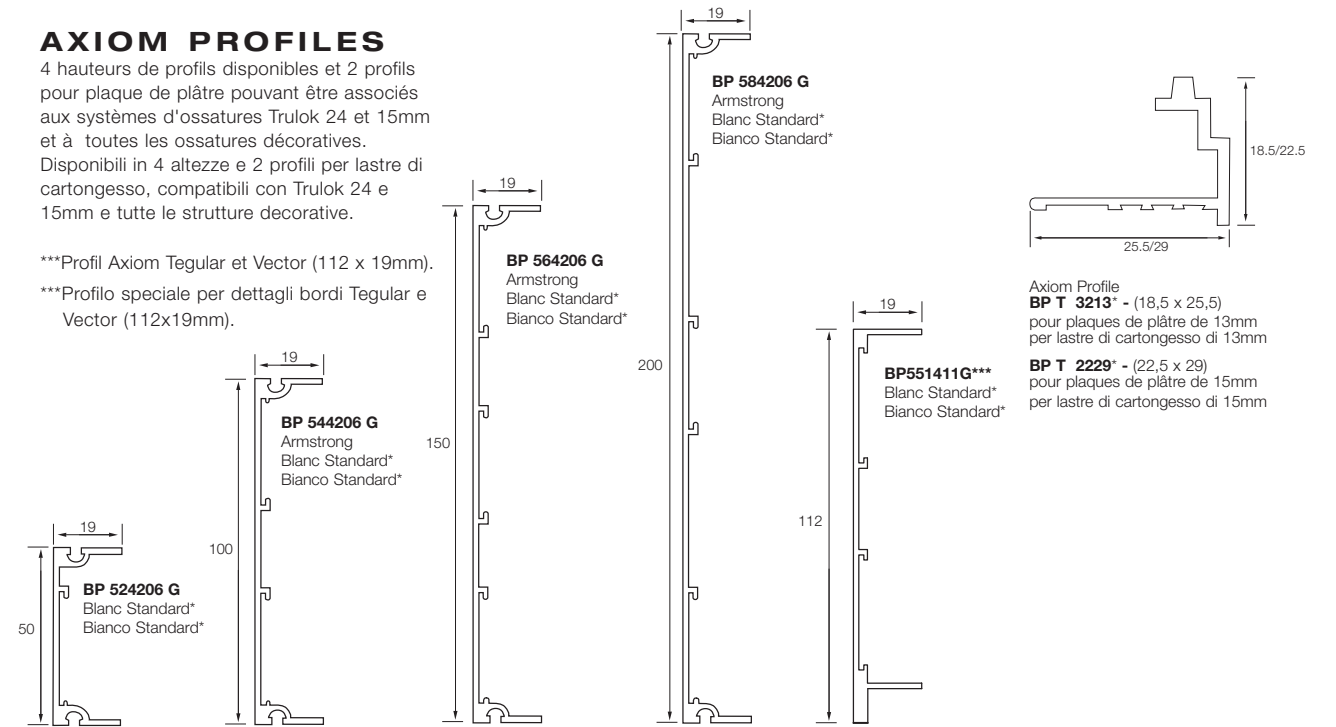 AXIOM PROFILES
4 hauteurs de profils disponibles et 2 profils
pour plaque de plâtre pouvant être associés
aux systèmes d'ossatures Trulok 24 et 15mm
et à toutes les ossatures décoratives.
Disponibili in 4 altezze e 2 profili per lastre di
cartongesso, compatibili con Trulok 24 e
15mm e tutte le strutture decorative.
***Profil Axiom Tegular et Vector (112 x 19mm).
***Profilo speciale per dettagli bordi Tegular e
Vector (112x19mm).
19
50
BP 524206 G
Blanc Standard*
Bianco Standard*
19
100
BP 544206 G
Armstrong
Blanc Standard*
Bianco Standard*
19
150
BP 564206 G
Armstrong
Blanc Standard*
Bianco Standard*
19
200
BP 584206 G
Armstrong
Blanc Standard*
Bianco Standard*
19
112
BP551411G***
Blanc Standard*
Bianco Standard*
18.5/22.5
25.5/29
Axiom Profile
BP T 3213* - (18,5 x 25,5)
pour plaques de plâtre de 13mm
per lastre di cartongesso di 13mm
BP T 2229* - (22,5 x 29)
pour plaques de plâtre de 15mm
per lastre di cartongesso di 15mm